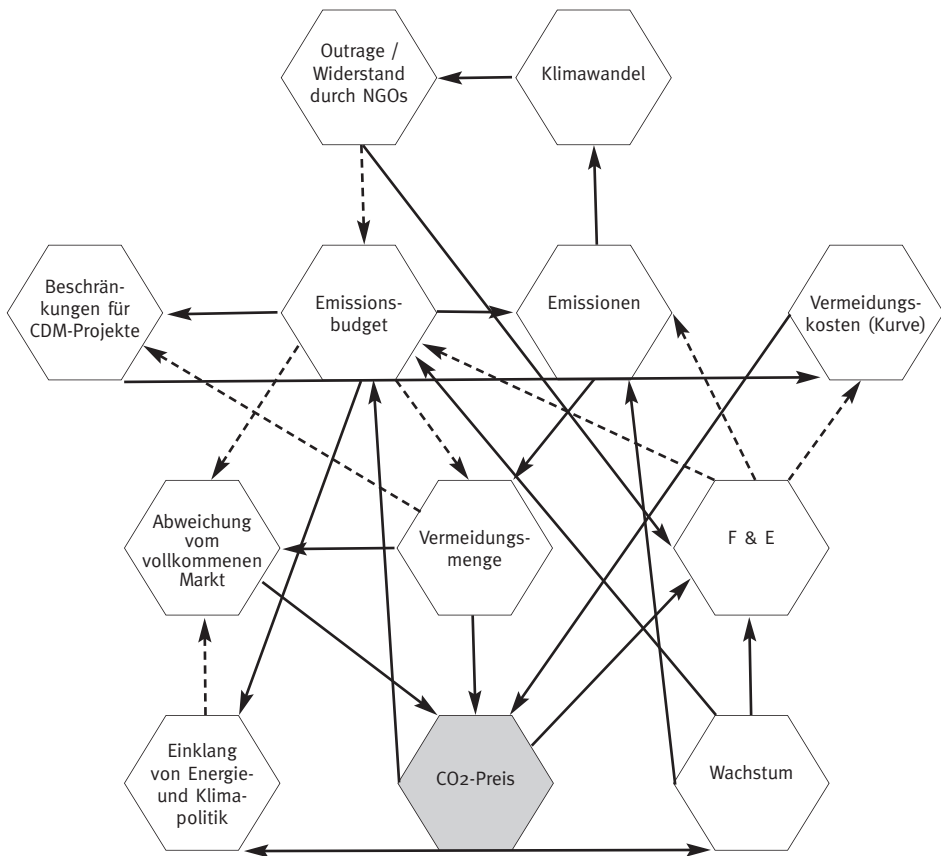 Outrage /
Widerstand
durch NGOs
Klimawandel
Beschrän-
kungen für
CDM-Projekte
Emissions-
budget
Emissionen
Vermeidungs-
kosten (Kurve)
Abweichung
vom
vollkommenen
Markt
Vermeidungs-
menge
F & E
Einklang
von Energie-
und Klima-
politik
CO2-Preis
Wachstum